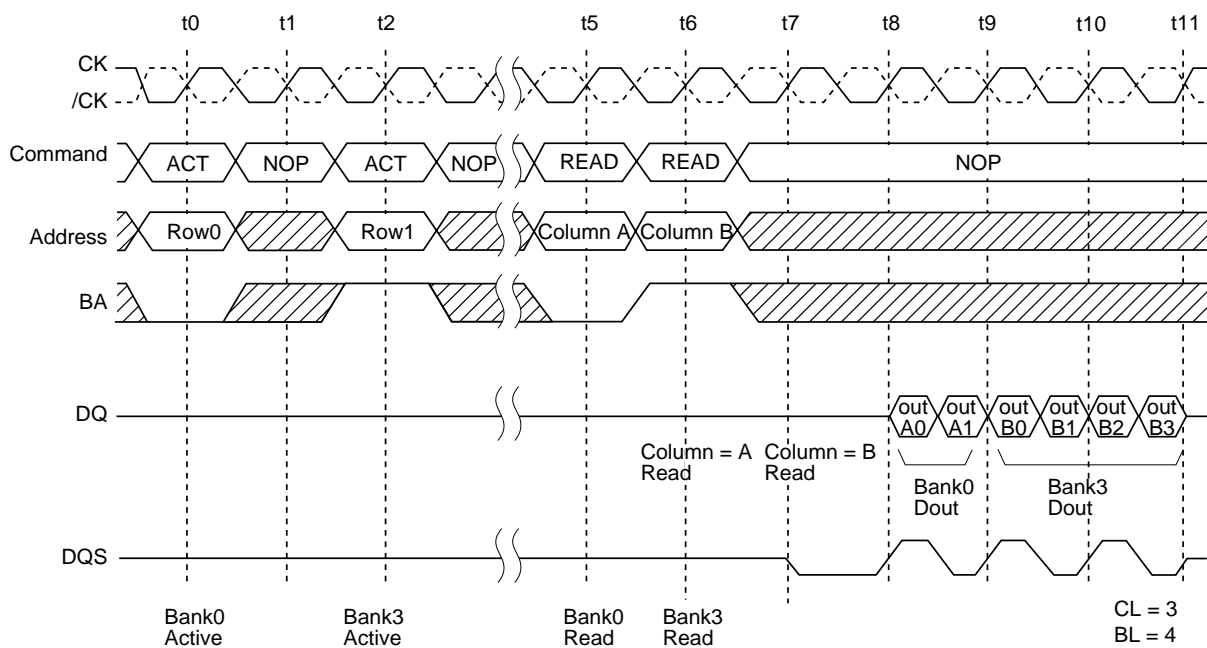 t0 t1 t2 t5 t6 t7 t8 t9 t10 t11
CK
/CK
Command ACT NOP ACT NOP READ READ NOP
Address Row0 Row1 Column A Column B
BA
DQ out A0 out A1 out B0 out B1 out B2 out B3
Column = A Read
Column = B Read
Bank0 Dout
Bank3 Dout
DQS
Bank0 Active
Bank3 Active
Bank0 Read
Bank3 Read
CL = 3
BL = 4